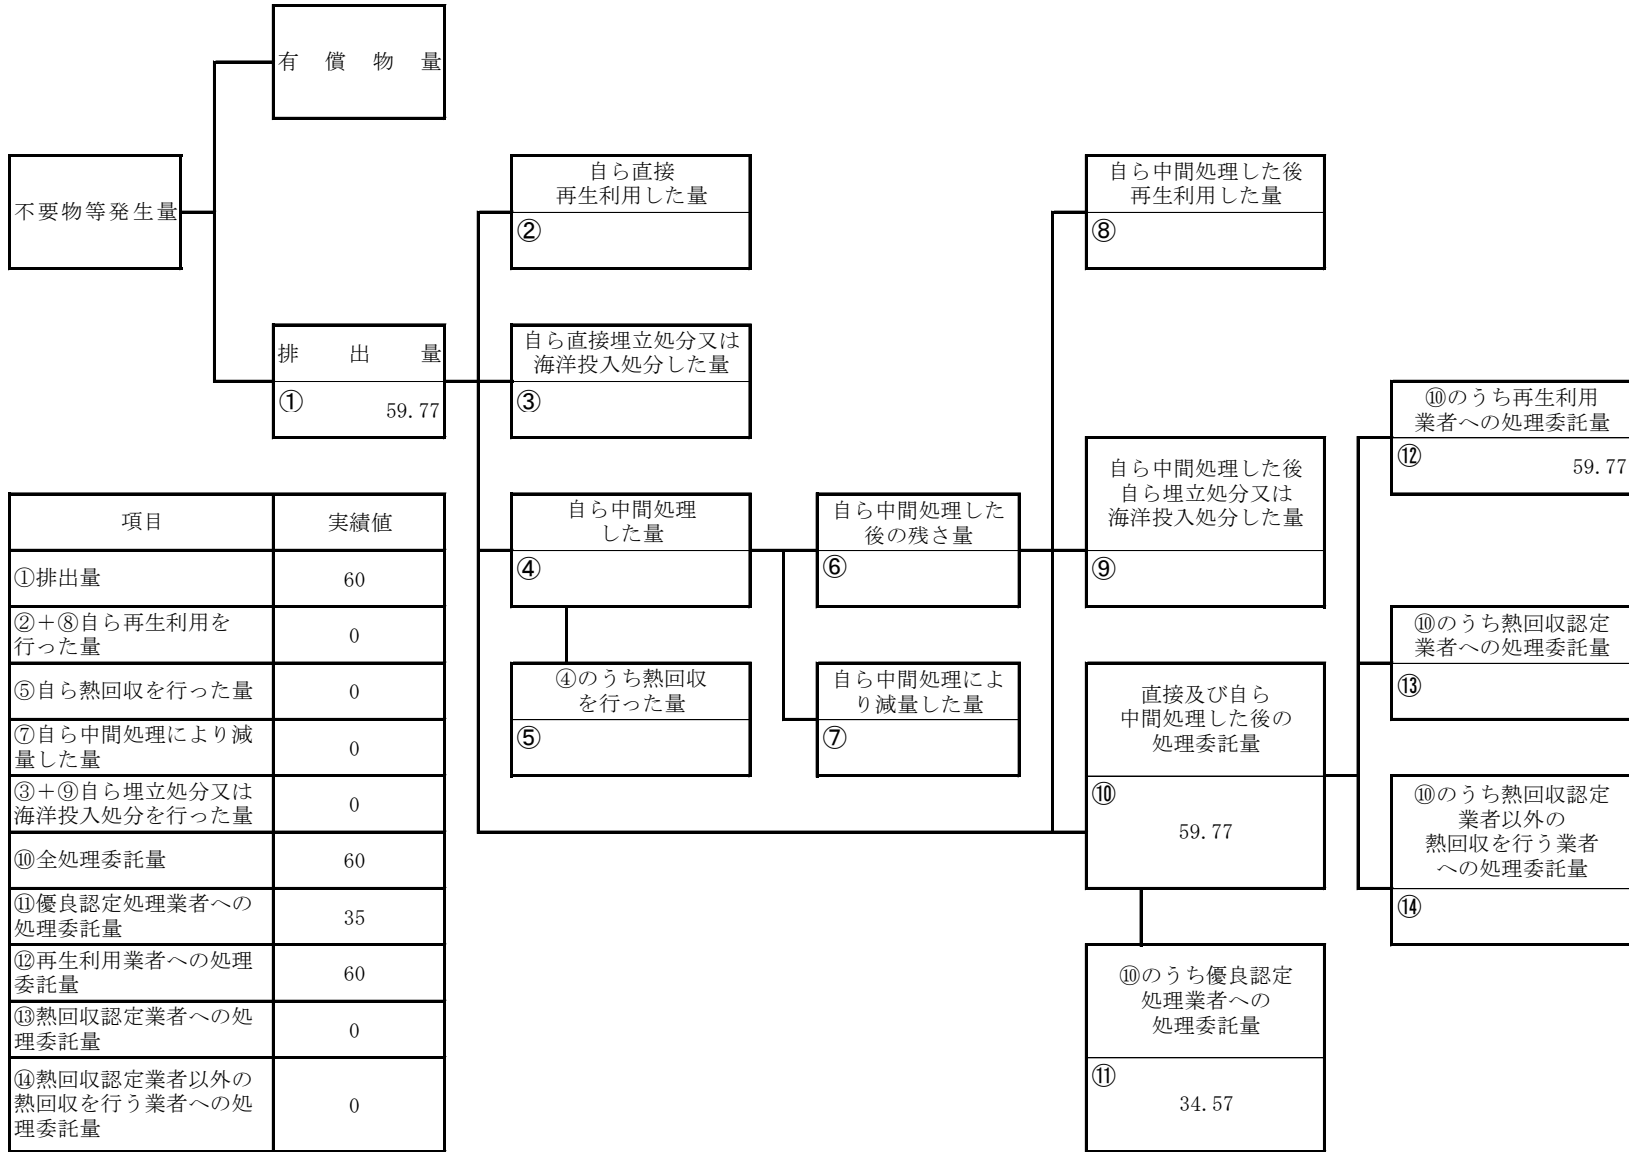 有償物量
不要物等発生量
排出量
①
59.77
自ら直接
再生利用した量
②
自ら直接埋立処分又は
海洋投入処分した量
③
自ら中間処理
した量
④
④のうち熱回収
を行った量
⑤
自ら中間処理した
後の残さ量
⑥
自ら中間処理によ
り減量した量
⑦
自ら中間処理した後
再生利用した量
⑧
自ら中間処理した後
自ら埋立処分又は
海洋投入処分した量
⑨
直接及び自ら
中間処理した後の
処理委託量
⑩
59.77
⑩のうち優良認定
処理業者への
処理委託量
⑪
34.57
⑩のうち再生利用
業者への処理委託量
⑫
59.77
⑩のうち熱回収認定
業者への処理委託量
⑬
⑩のうち熱回収認定
業者以外の
熱回収を行う業者
への処理委託量
⑭
項目 実績値
①排出量 60
②＋⑧自ら再生利用を
行った量 0
⑤自ら熱回収を行った量 0
⑦自ら中間処理により減
量した量 0
③＋⑨自ら埋立処分又は
海洋投入処分を行った量 0
⑩全処理委託量 60
⑪優良認定処理業者への
処理委託量 35
⑫再生利用業者への処理
委託量 60
⑬熱回収認定業者への処
理委託量 0
⑭熱回収認定業者以外の
熱回収を行う業者への処
理委託量 0